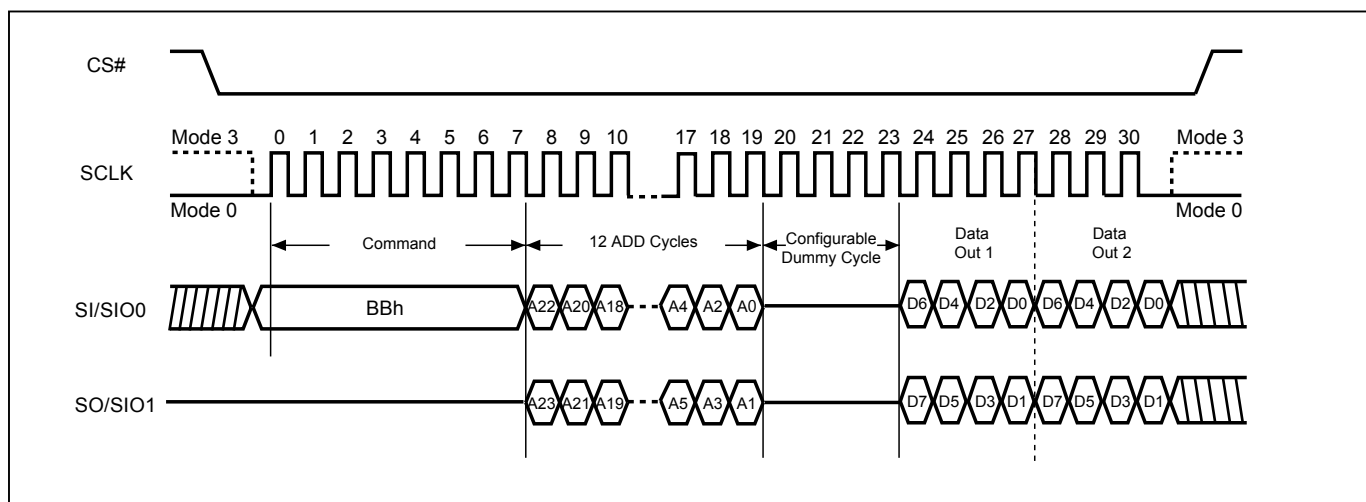 CS#
Mode 3 0 1 2 3 4 5 6 7 8 9 10 17 18 19 20 21 22 23 24 25 26 27 28 29 30 Mode 3
SCLK
Mode 0 Mode 0
Command 12 ADD Cycles Configurable Dummy Cycle Data Out 1 Data Out 2
SI/SIO0 BBh A22 A20 A18 A4 A2 A0 D6 D4 D2 D0 D6 D4 D2 D0
SO/SIO1 A23 A21 A19 A5 A3 A1 D7 D5 D3 D1 D7 D5 D3 D1